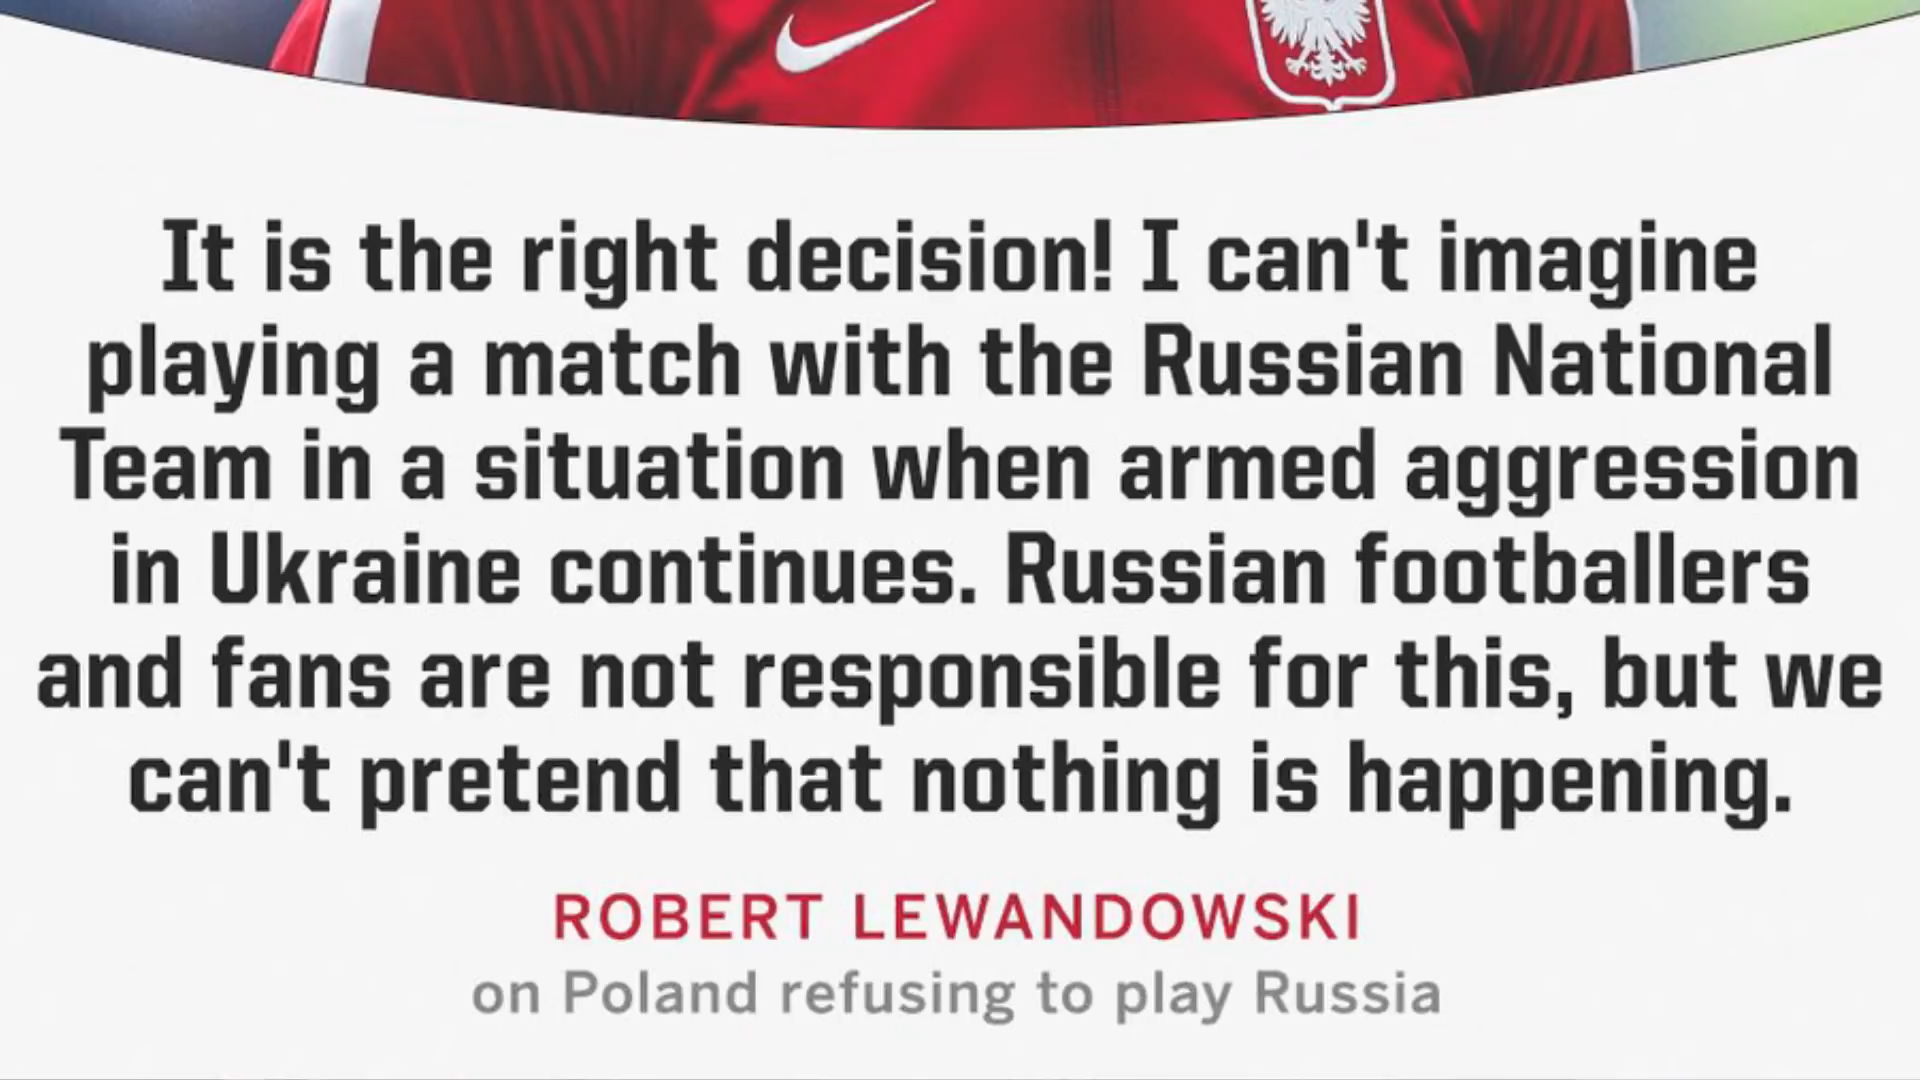 It is the right decision! I can't imagine
playing a match with the Russian National
Team in a situation when armed aggression
in Ukraine continues. Russian footballers
and fans are not responsible for this, but we
can't pretend that nothing is happening.
ROBERT LEWANDOWSKI
on Poland refusing to play Russia